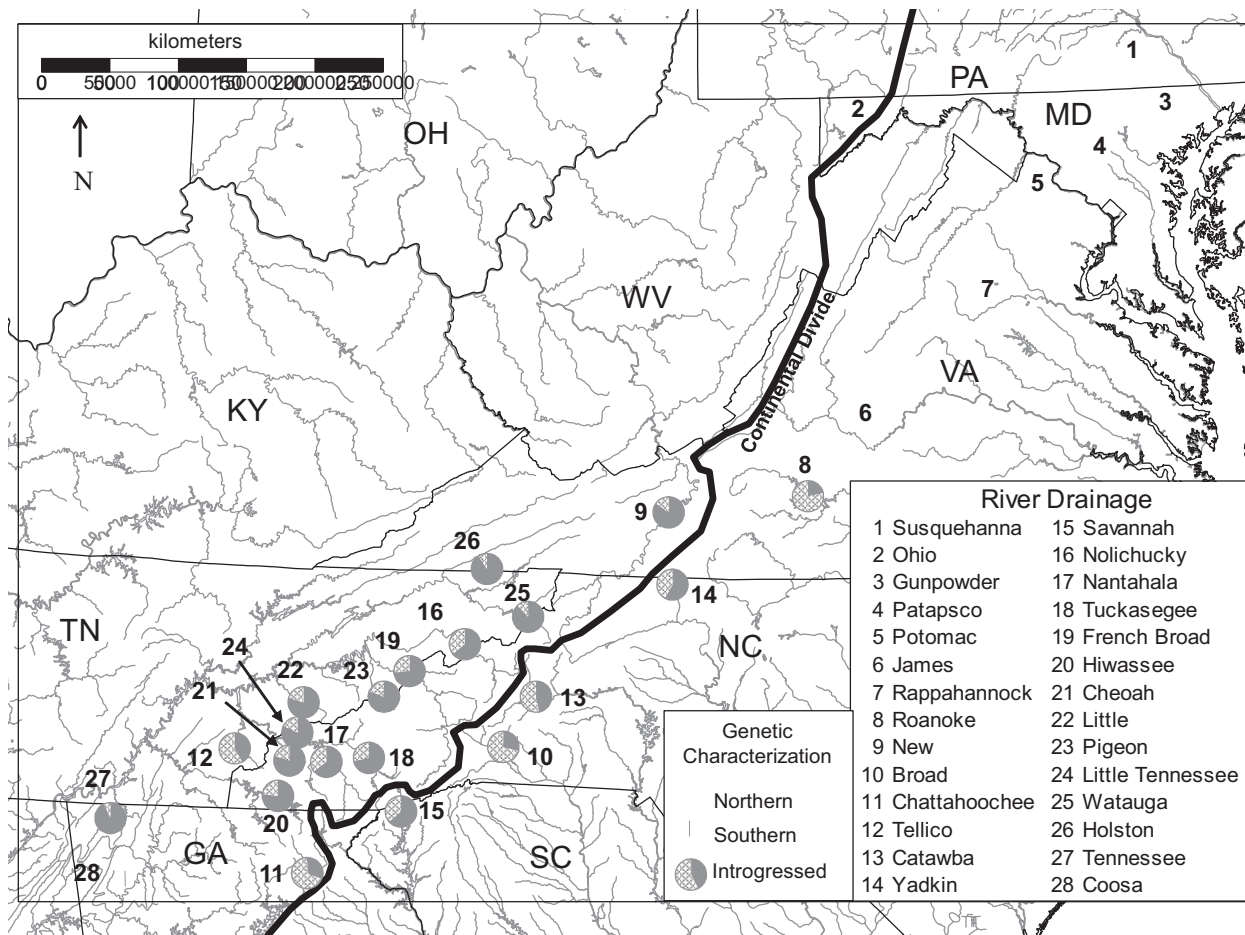 kilometers
0 50000 100000 150000 200000 250000
N
OH
PA
MD
WV
KY
VA
TN
NC
GA
SC
Continental Divide
1
2
3
4
5
6
7
8
9
26
25
14
16
19
24
23
22
21
17
13
12
18
10
27
20
15
28
11
River Drainage
1 Susquehanna
2 Ohio
3 Gunpowder
4 Patapsco
5 Potomac
6 James
7 Rappahannock
8 Roanoke
9 New
10 Broad
11 Chattahoochee
12 Tellico
13 Catawba
14 Yadkin
15 Savannah
16 Nolichucky
17 Nantahala
18 Tuckasegee
19 French Broad
20 Hiwassee
21 Cheoah
22 Little
23 Pigeon
24 Little Tennessee
25 Watauga
26 Holston
27 Tennessee
28 Coosa
Genetic
Characterization
Northern
Southern
Introgressed